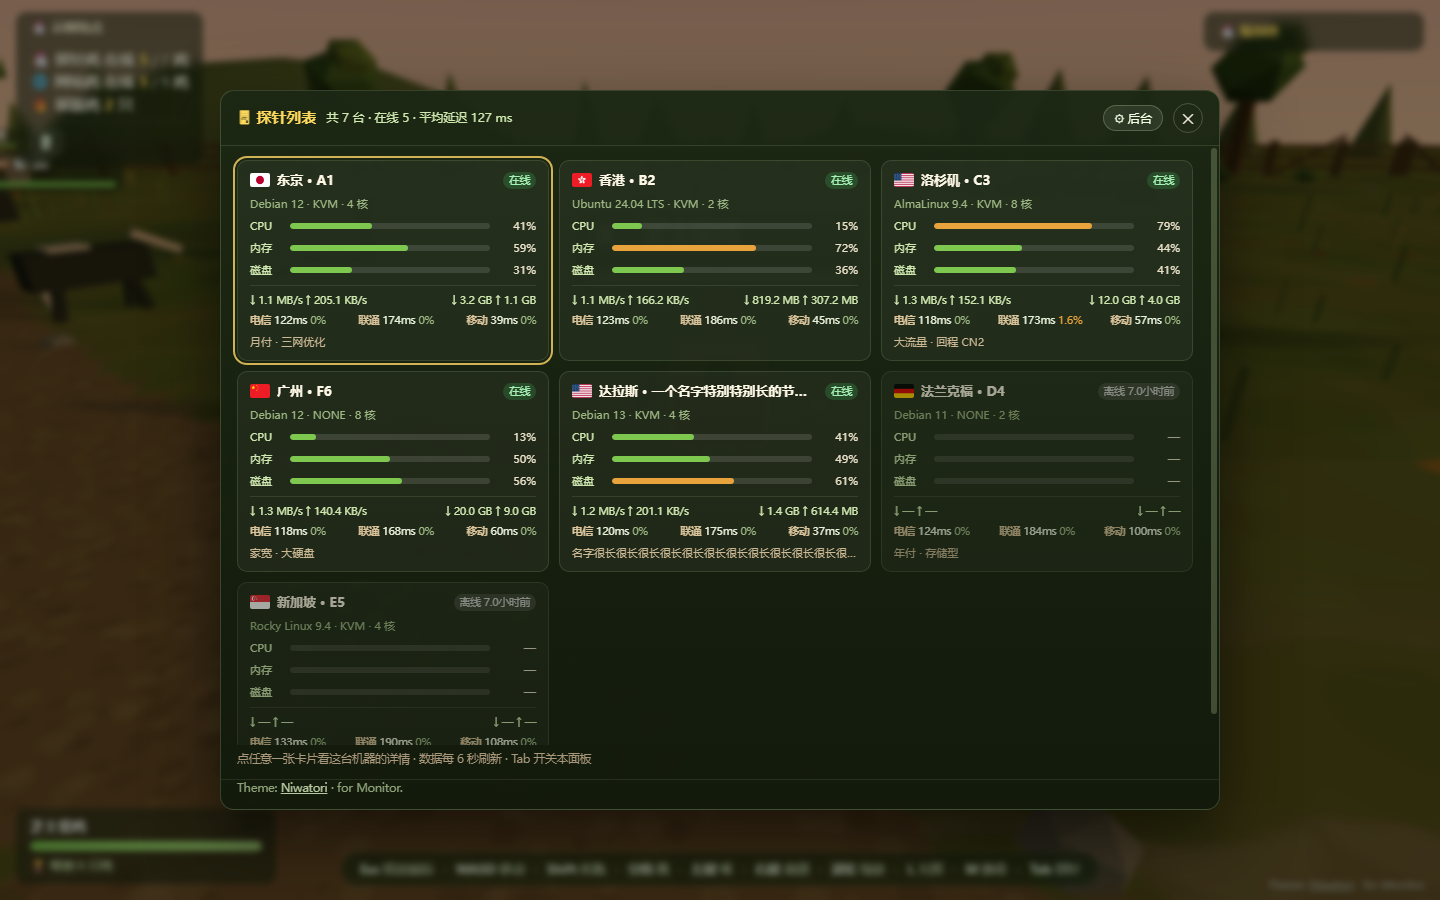 探针列表 共 7 台 · 在线 5 · 平均延迟 127 ms
后台
东京 • A1 在线
Debian 12 · KVM · 4 核
CPU 41%
内存 59%
磁盘 31%
↓ 1.1 MB/s ↑ 205.1 KB/s ↓ 3.2 GB ↑ 1.1 GB
电信 122ms 0% 联通 174ms 0% 移动 39ms 0%
月付 · 三网优化
香港 • B2 在线
Ubuntu 24.04 LTS · KVM · 2 核
CPU 15%
内存 72%
磁盘 36%
↓ 1.1 MB/s ↑ 166.2 KB/s ↓ 819.2 MB ↑ 307.2 MB
电信 123ms 0% 联通 186ms 0% 移动 45ms 0%
洛杉矶 • C3 在线
AlmaLinux 9.4 · KVM · 8 核
CPU 79%
内存 44%
磁盘 41%
↓ 1.3 MB/s ↑ 152.1 KB/s ↓ 12.0 GB ↑ 4.0 GB
电信 118ms 0% 联通 173ms 1.6% 移动 57ms 0%
大流量 · 回程 CN2
广州 • F6 在线
Debian 12 · NONE · 8 核
CPU 13%
内存 50%
磁盘 56%
↓ 1.3 MB/s ↑ 140.4 KB/s ↓ 20.0 GB ↑ 9.0 GB
电信 118ms 0% 联通 168ms 0% 移动 60ms 0%
家宽 · 大硬盘
达拉斯 • 一个名字特别特别长的节... 在线
Debian 13 · KVM · 4 核
CPU 41%
内存 49%
磁盘 61%
↓ 1.2 MB/s ↑ 201.1 KB/s ↓ 1.4 GB ↑ 614.4 MB
电信 120ms 0% 联通 175ms 0% 移动 37ms 0%
名字很长很长很长很长很长很长很长很长很长很长很长很...
法兰克福 • D4 离线 7.0小时前
Debian 11 · NONE · 2 核
CPU —
内存 —
磁盘 —
↓ — ↑ — ↓ — ↑ —
电信 124ms 0% 联通 184ms 0% 移动 100ms 0%
年付 · 存储型
新加坡 • E5 离线 7.0小时前
Rocky Linux 9.4 · KVM · 4 核
CPU —
内存 —
磁盘 —
↓ — ↑ — ↓ — ↑ —
电信 133ms 0% 联通 190ms 0% 移动 108ms 0%
点任意一张卡片看这台机器的详情 · 数据每 6 秒刷新 · Tab 开关本面板
Theme: Niwatori · for Monitor.